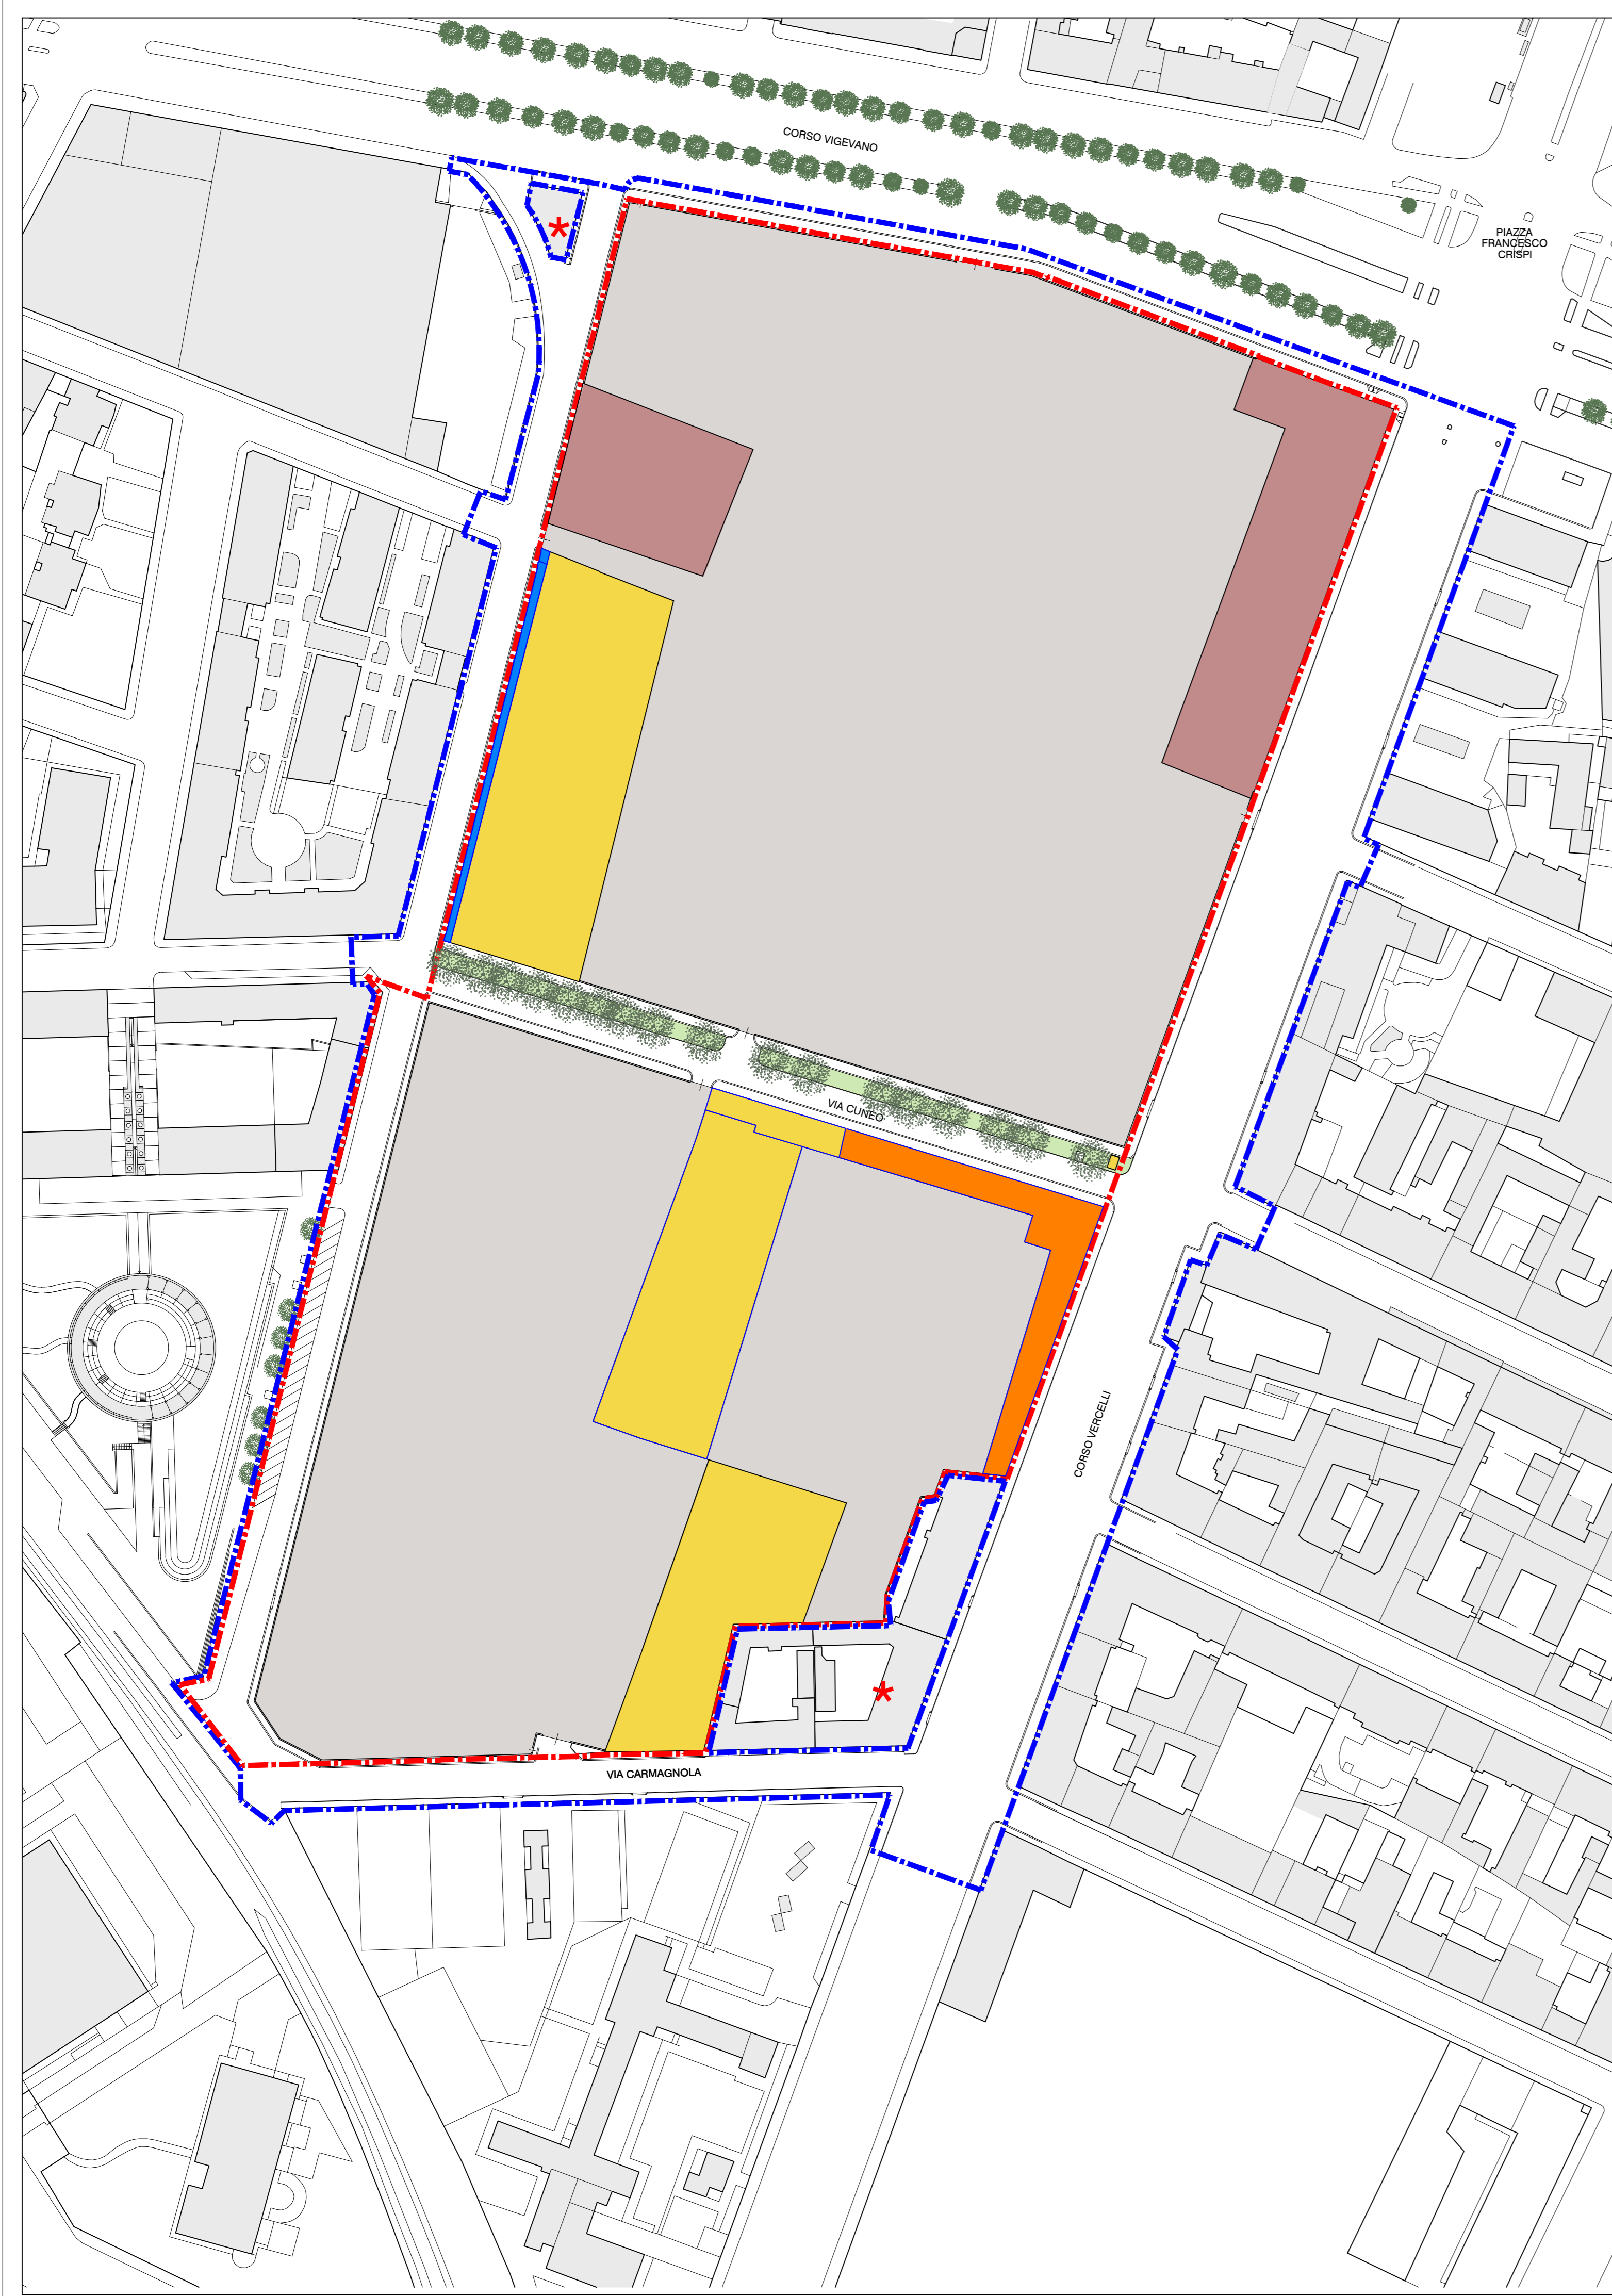 CORSO VIGEVANO
PIAZZA
FRANCESCO
CRISPI
VIA CUNEO
CORSO VERCELLI
VIA CARMAGNOLA